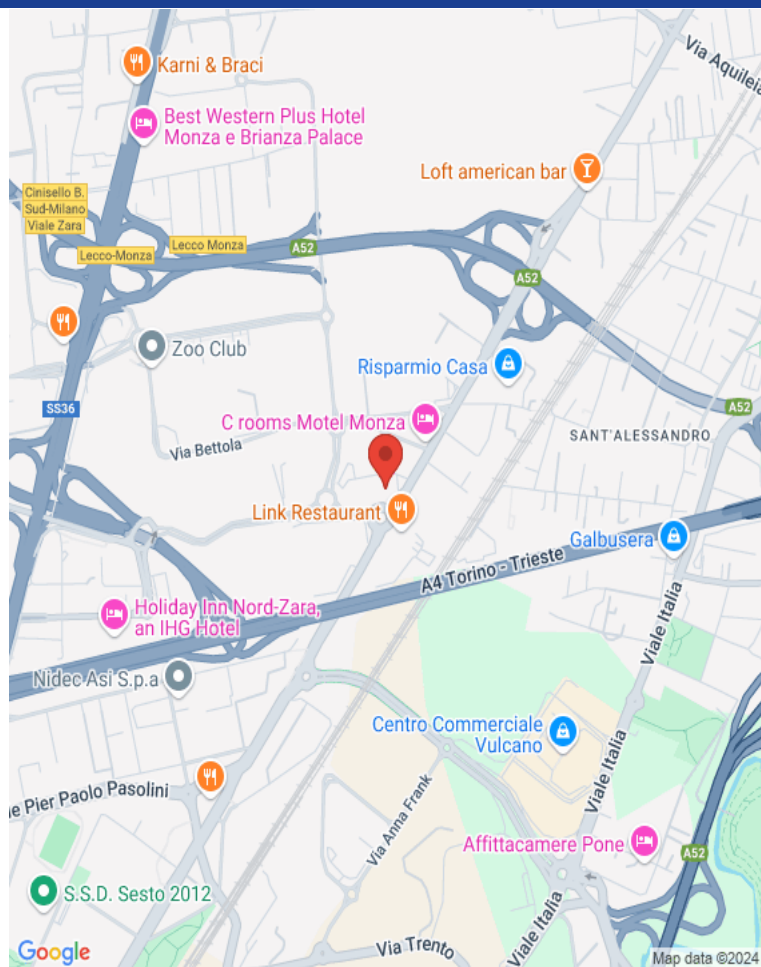 Via Aquileia
Karni & Braci
Best Western Plus Hotel
Monza e Brianza Palace
Loft american bar
Cinisello B.
Sud-Milano
Viale Zara
Lecco-Monza
Lecco Monza
A52
A52
Zoo Club
Risparmio Casa
SS36
C rooms Motel Monza
A52
SANT'ALESSANDRO
Via Bettola
Link Restaurant
Galbusera
A4 Torino - Trieste
Holiday Inn Nord-Zara,
an IHG Hotel
Viale Italia
Nidec Asi S.p.a
Centro Commerciale
Vulcano
Viale Italia
e Pier Paolo Pasolini
Via Anna Frank
Affittacamere Pone
A52
S.S.D. Sesto 2012
Viale Italia
Via Trento
Google
Map data ©2024